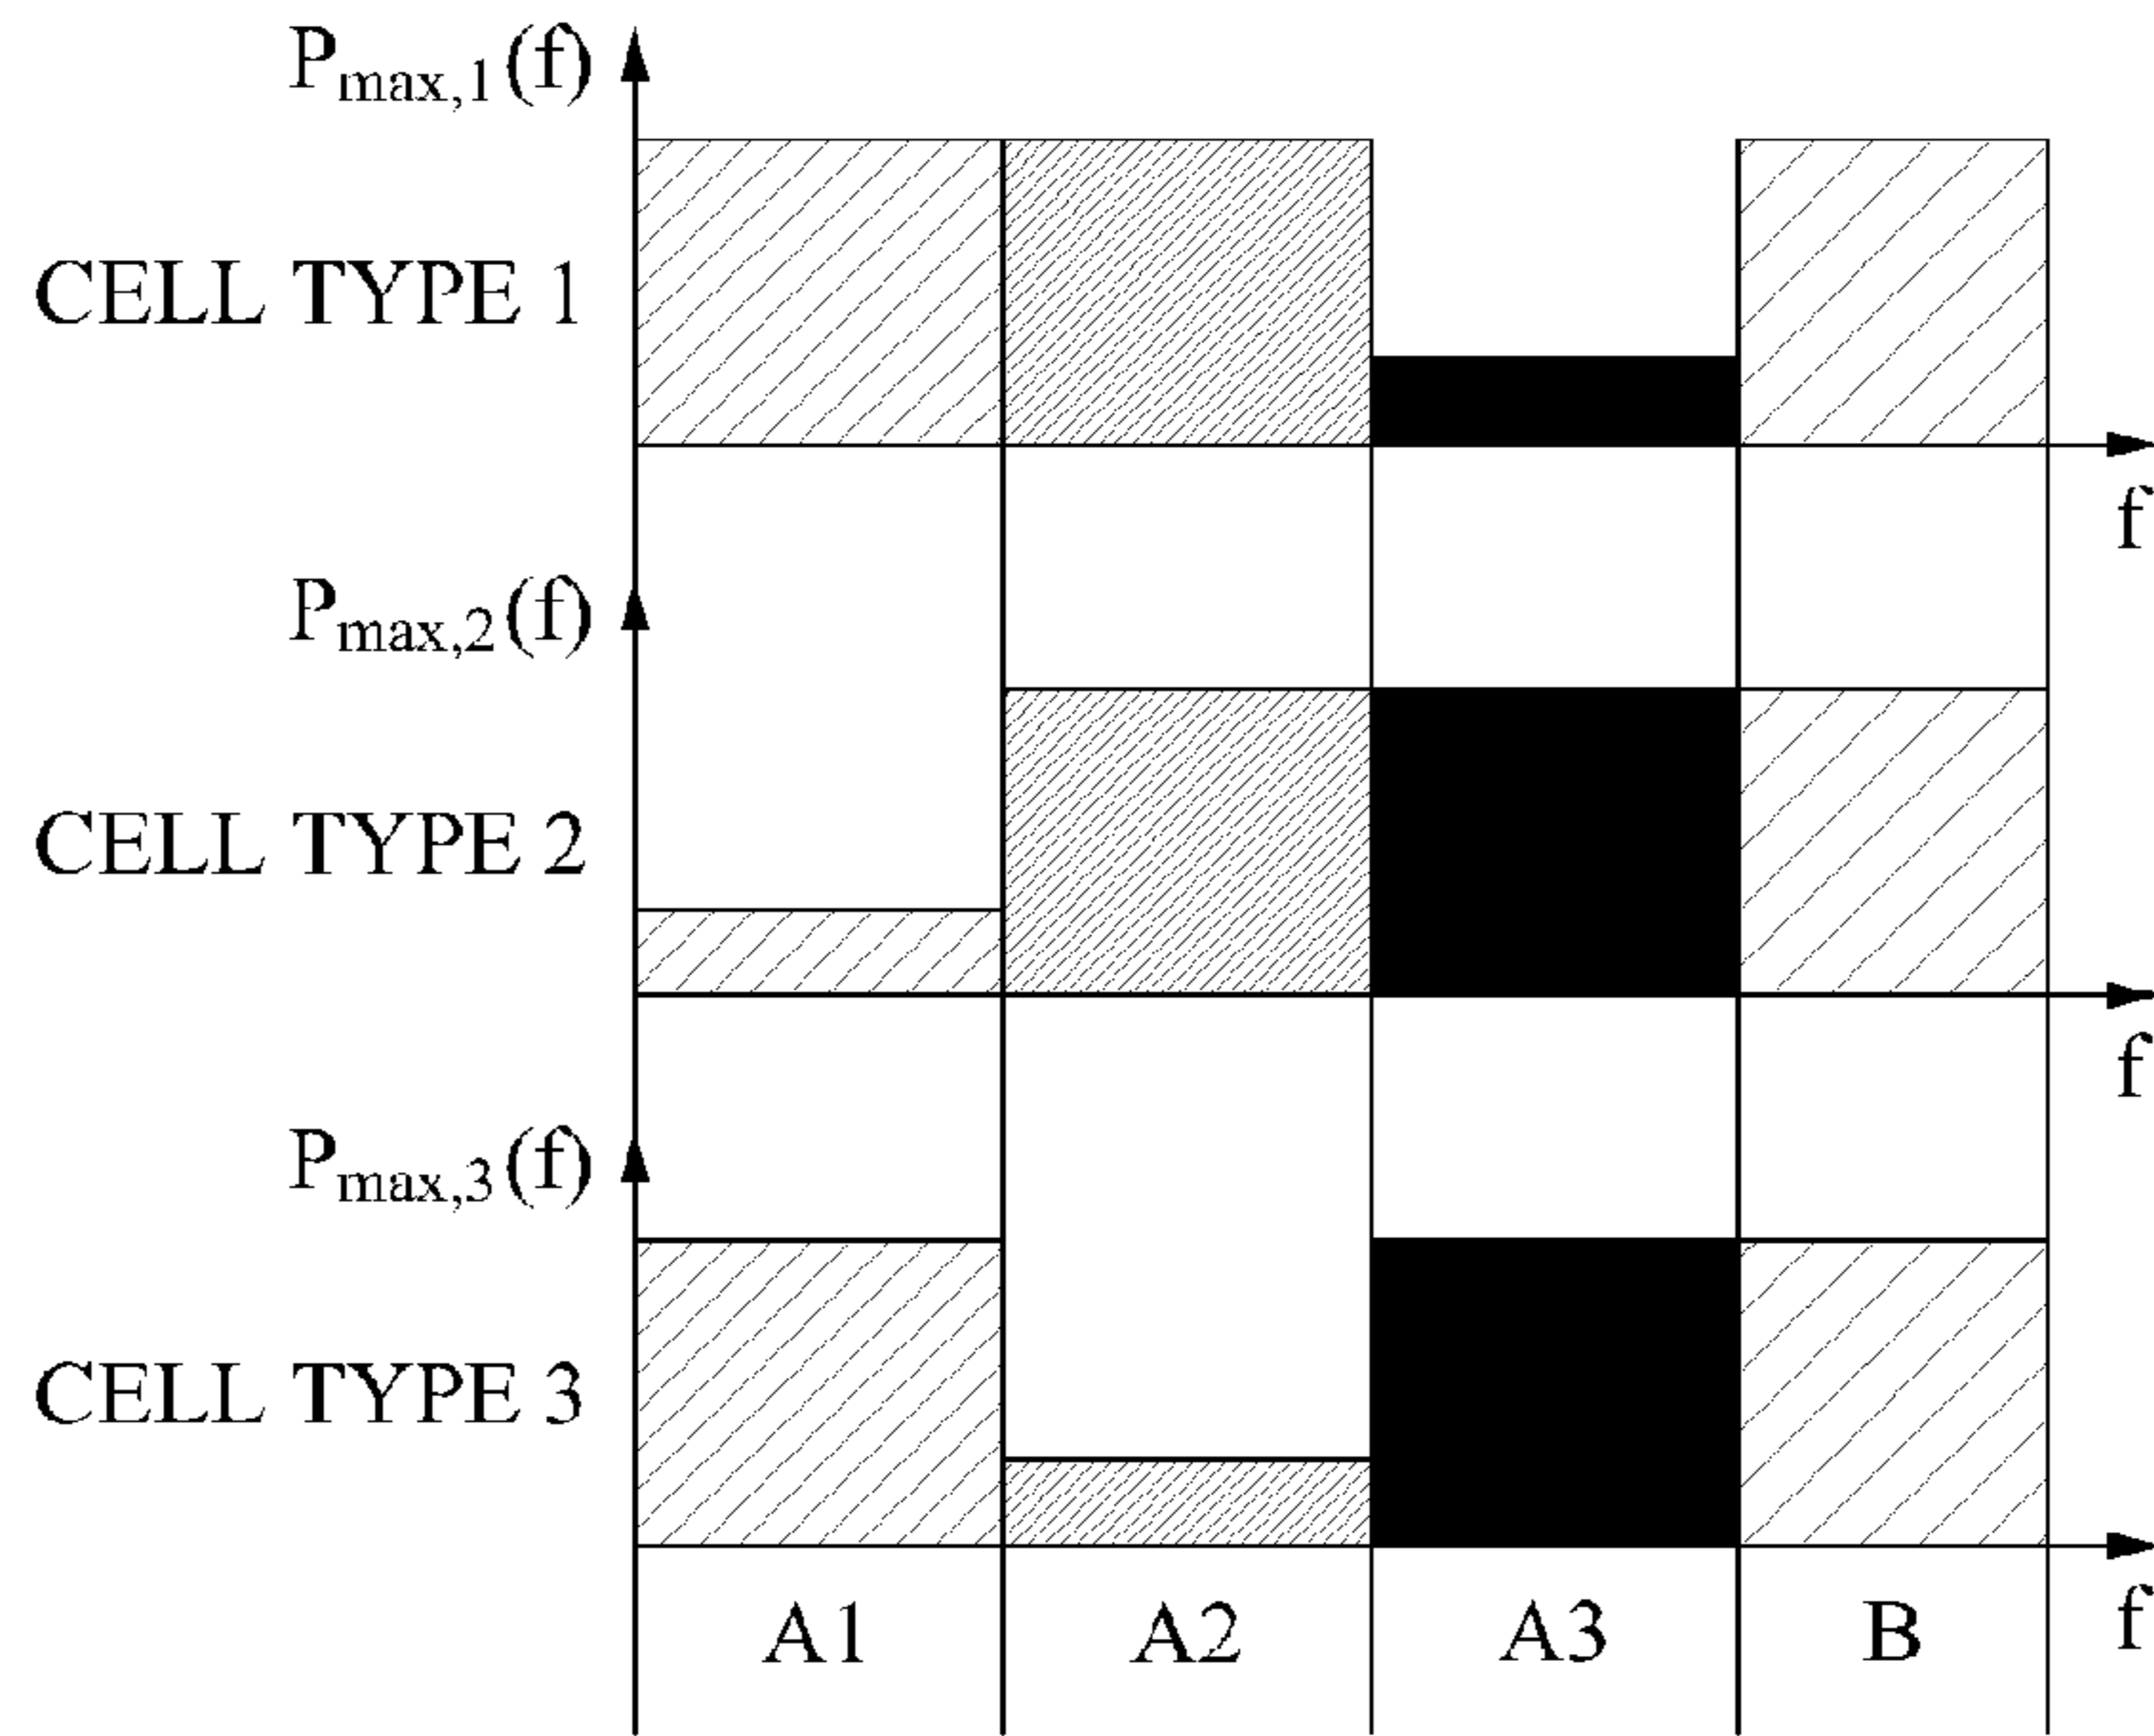 Pmax,1(f)
CELL TYPE 1
f
Pmax,2(f)
CELL TYPE 2
f
Pmax,3(f)
CELL TYPE 3
A1 A2 A3 B f